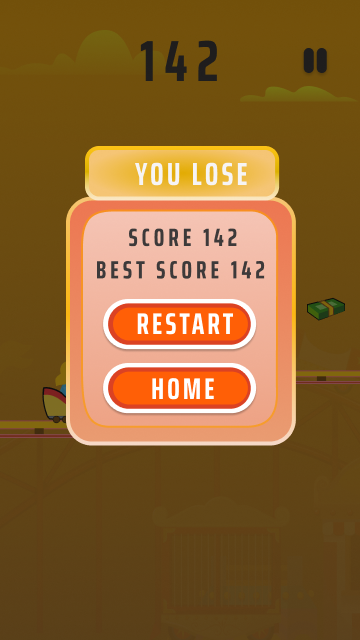 142
YOU LOSE
SCORE 142
BEST SCORE 142
RESTART
HOME